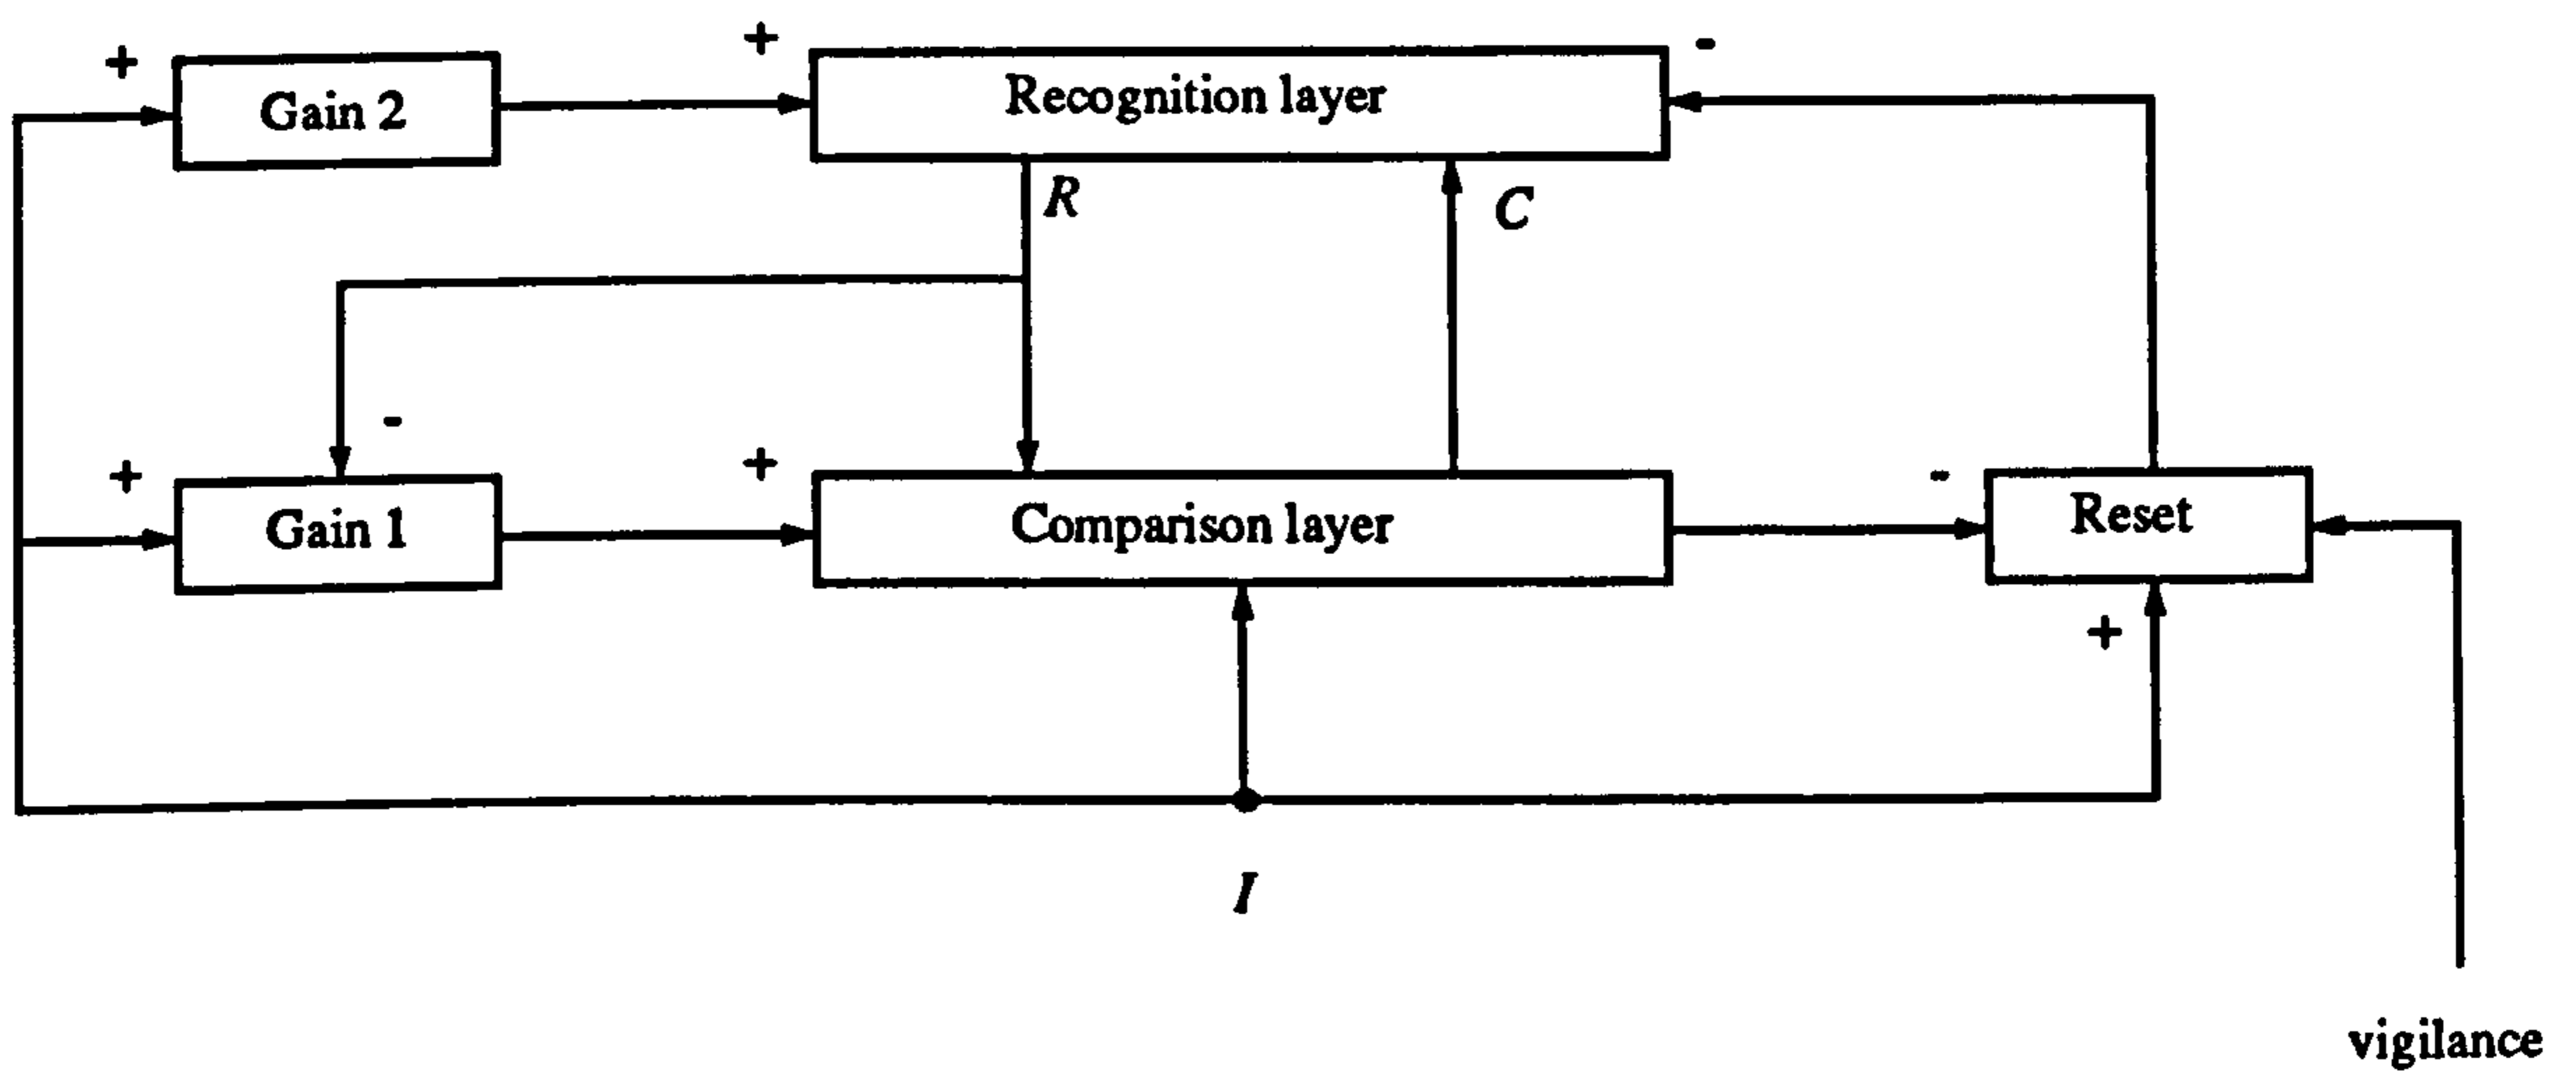 +
+
-
Gain 2
Recognition layer
R
C
-
+
+
-
Gain 1
Comparison layer
Reset
+
I
vigilance